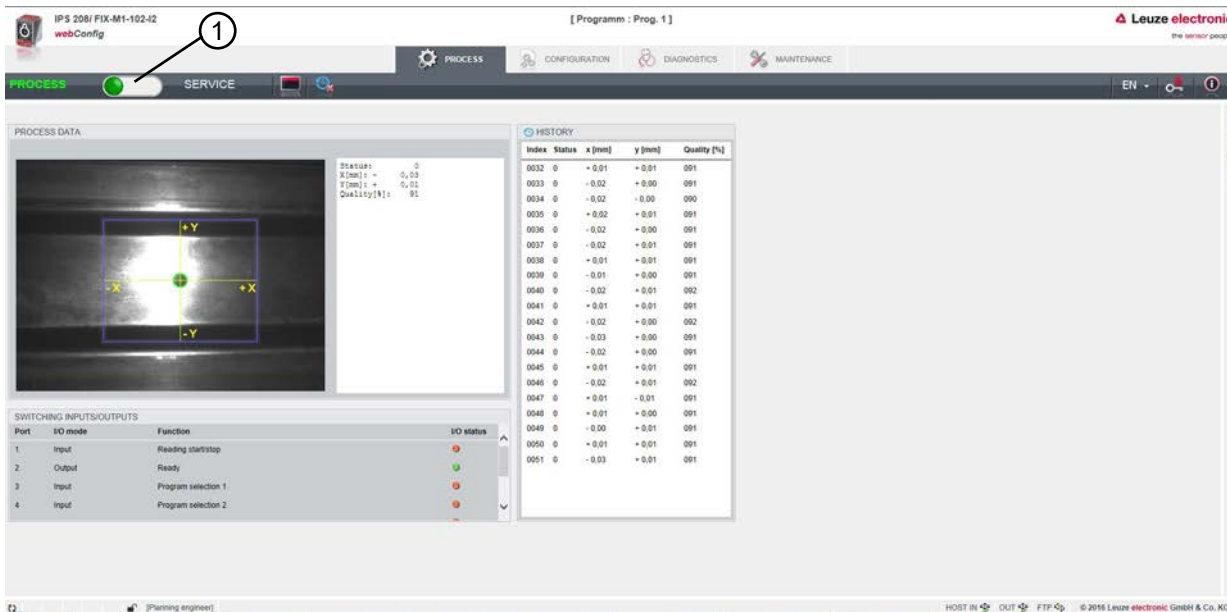 IPS 208i FIX-M1-102-I2
webConfig
1
[ Programm : Prog. 1 ]
Leuze electronic
the sensor peop
PROCESS
CONFIGURATION
DIAGNOSTICS
MAINTENANCE
PROCESS
SERVICE
EN
PROCESS DATA
Status: 0
X[mm]: - 0,03
Y[mm]: + 0,01
Quality[%]: 91
+Y
-X
+X
-Y
HISTORY
Index Status x [mm] y [mm] Quality [%]
0032 0 + 0,01 + 0,01 091
0033 0 - 0,02 + 0,00 091
0034 0 - 0,02 - 0,00 090
0035 0 + 0,02 + 0,01 091
0036 0 - 0,02 + 0,00 091
0037 0 - 0,02 + 0,01 091
0038 0 + 0,01 + 0,01 091
0039 0 - 0,01 + 0,00 091
0040 0 - 0,02 + 0,01 092
0041 0 + 0,01 + 0,01 091
0042 0 - 0,02 + 0,00 092
0043 0 - 0,03 + 0,00 091
0044 0 - 0,02 + 0,00 091
0045 0 + 0,01 + 0,01 091
0046 0 - 0,02 + 0,01 092
0047 0 + 0,01 - 0,01 091
0048 0 + 0,01 + 0,00 091
0049 0 - 0,00 + 0,01 091
0050 0 + 0,01 + 0,01 091
0051 0 - 0,03 + 0,01 091
SWITCHING INPUTS/OUTPUTS
Port I/O mode Function I/O status
1 Input Reading start/stop
2 Output Ready
3 Input Program selection 1
4 Input Program selection 2
[Planning engineer]
HOST IN OUT FTP © 2016 Leuze electronic GmbH & Co. KG